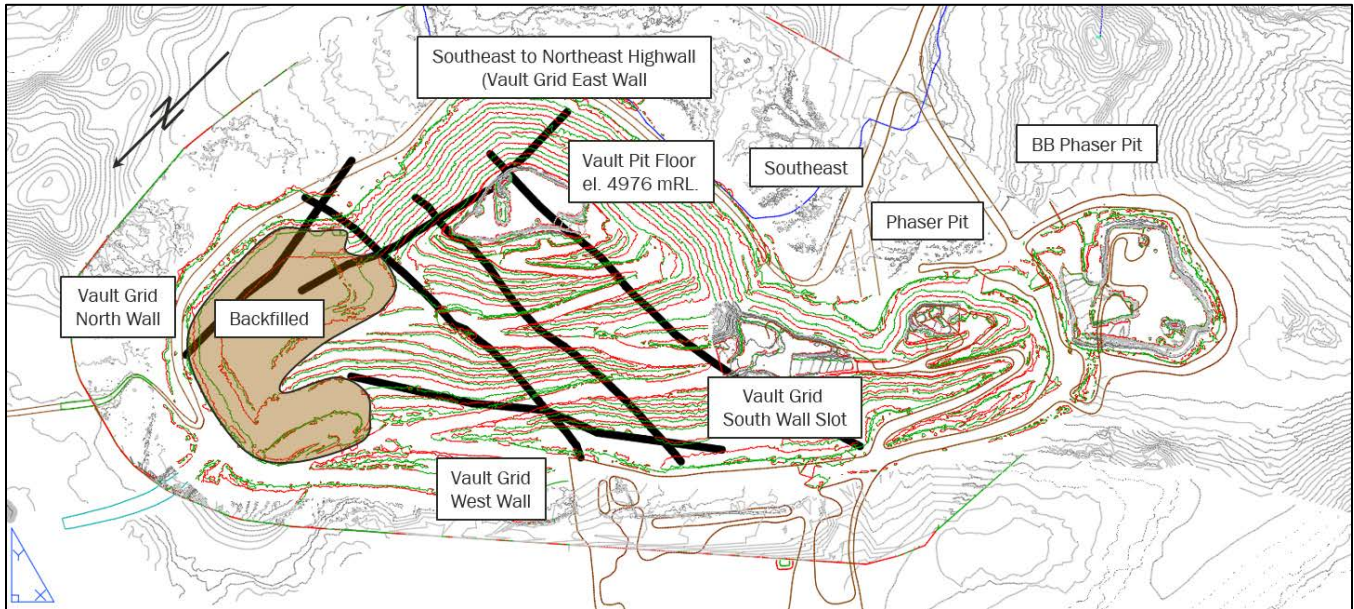 Southeast to Northeast Highwall
(Vault Grid East Wall
Vault Pit Floor
el. 4976 mRL.
Southeast
BB Phaser Pit
Phaser Pit
Vault Grid
North Wall
Backfilled
Vault Grid
South Wall Slot
Vault Grid
West Wall
N
Y
X